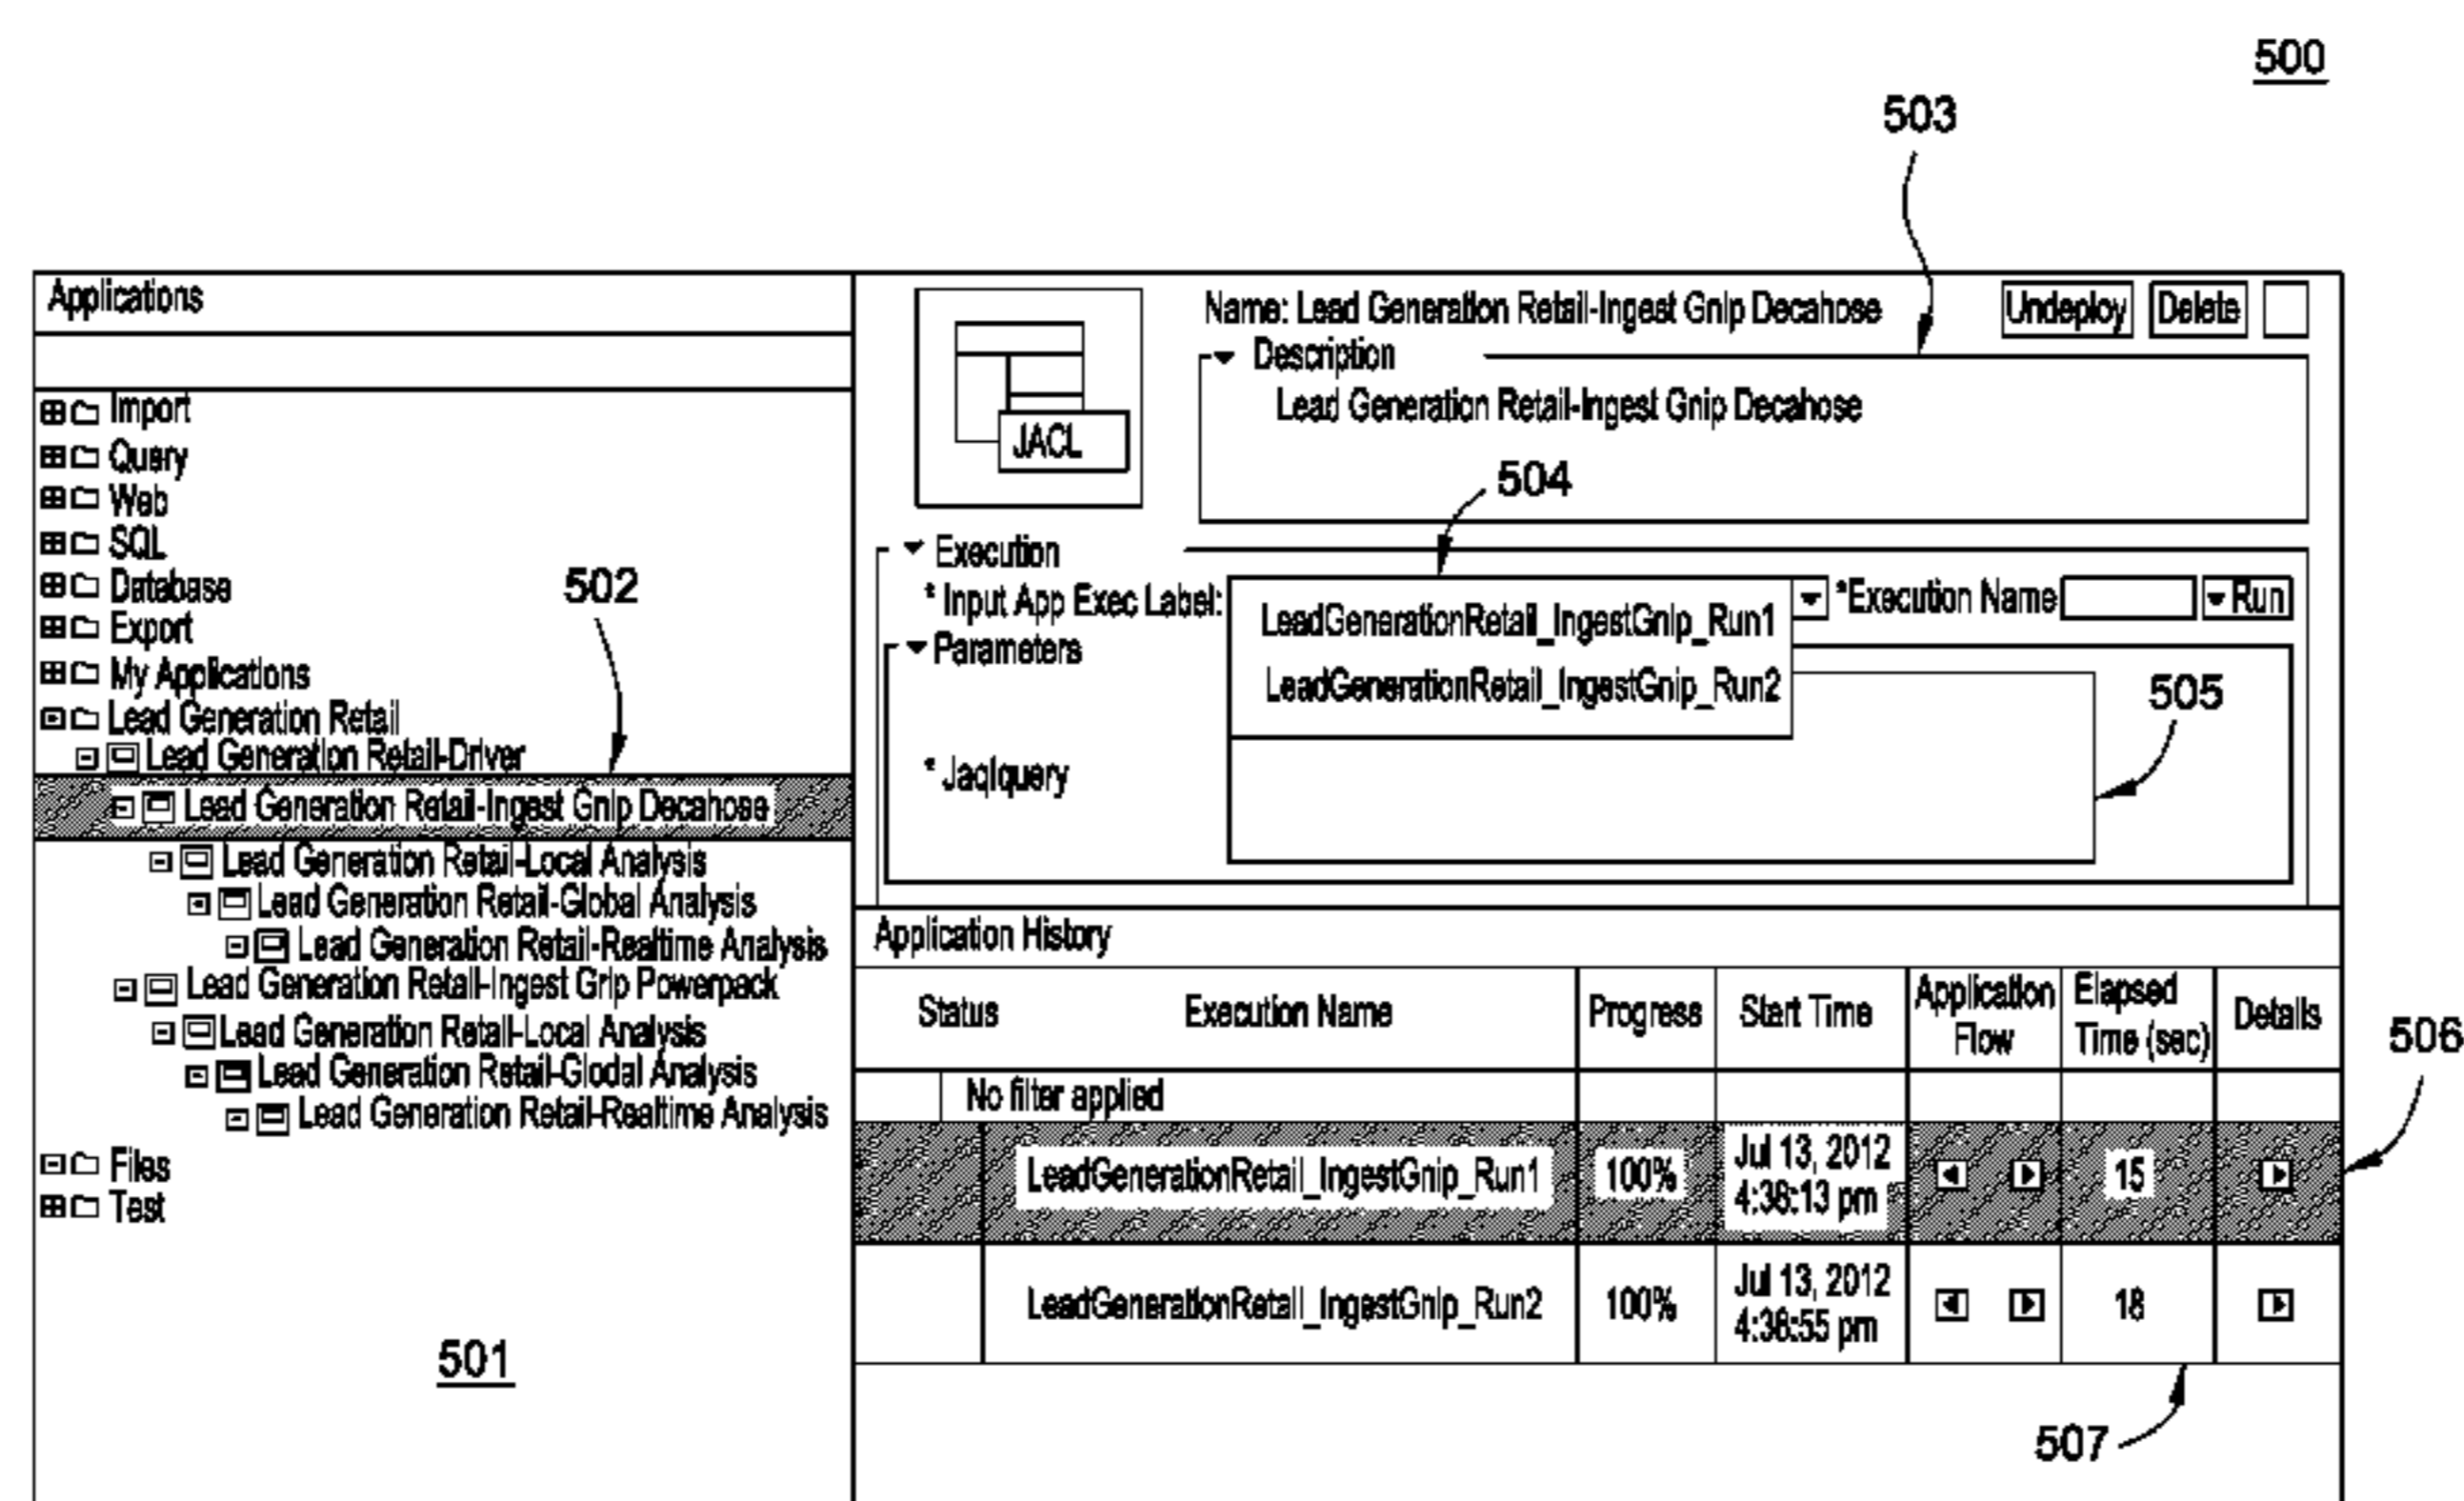 500
503
Applications
Import
Query
Web
SQL
Database
Export
My Applications
Lead Generation Retail
Lead Generation Retail-Driver
Lead Generation Retail-Ingest Gnip Decahose
Lead Generation Retail-Local Analysis
Lead Generation Retail-Global Analysis
Lead Generation Retail-Realtime Analysis
Lead Generation Retail-Ingest Grip Powerpack
Lead Generation Retail-Local Analysis
Lead Generation Retail-Glodal Analysis
Lead Generation Retail-Realtime Analysis
Files
Test
502
501
JACL
Name: Lead Generation Retail-Ingest Gnip Decahose
Undeploy
Delete
Description
Lead Generation Retail-Ingest Gnip Decahose
504
Execution
* Input App Exec Label:
LeadGenerationRetail_IngestGnip_Run1
LeadGenerationRetail_IngestGnip_Run2
*Execution Name
Run
Parameters
505
* Jaqlquery
Application History
Status
Execution Name
Progress
Start Time
Application
Flow
Elapsed
Time (sec)
Details
506
No filter applied
LeadGenerationRetail_IngestGnip_Run1
100%
Jul 13, 2012
4:36:13 pm
15
LeadGenerationRetail_IngestGnip_Run2
100%
Jul 13, 2012
4:36:55 pm
18
507